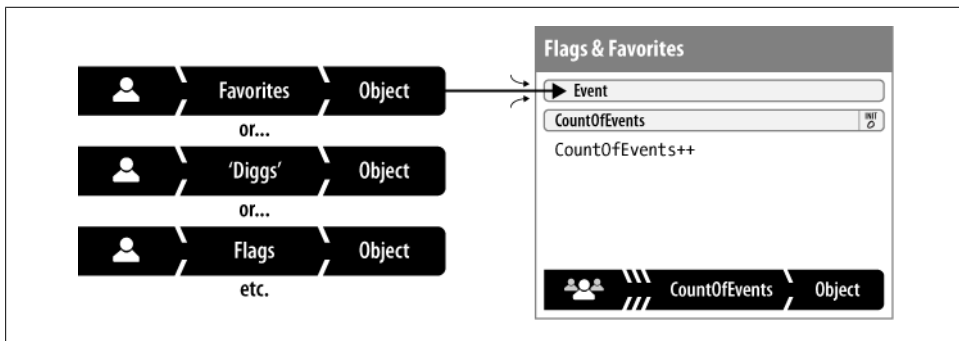 Favorites Object
or...
'Diggs' Object
or...
Flags Object
etc.
Flags & Favorites
Event
CountOfEvents INIT 0
CountOfEvents++
CountOfEvents Object